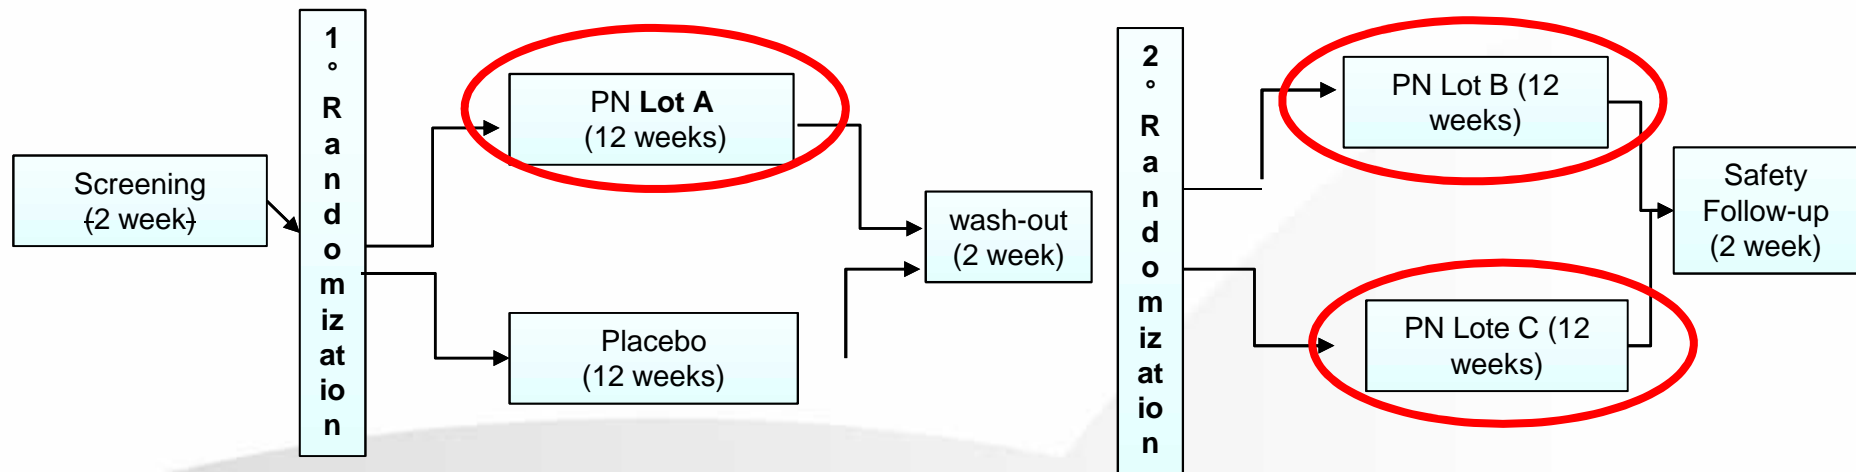 Screening
(2 week)
1
°
R
a
n
d
o
m
iz
at
io
n
PN Lot A
(12 weeks)
Placebo
(12 weeks)
wash-out
(2 week)
2
°
R
a
n
d
o
m
iz
at
io
n
PN Lot B (12
weeks)
PN Lote C (12
weeks)
Safety
Follow-up
(2 week)